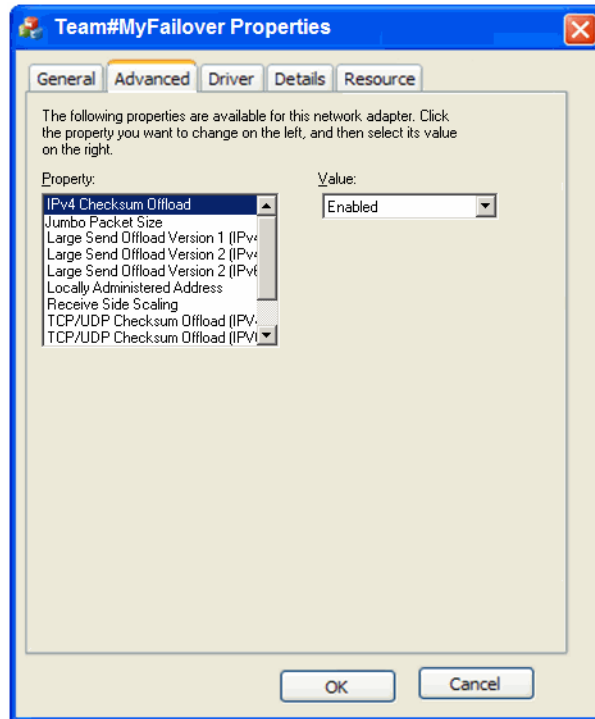 Team#MyFailover Properties
General Advanced Driver Details Resource
The following properties are available for this network adapter. Click
the property you want to change on the left, and then select its value
on the right.
Property:
Value:
IPv4 Checksum Offload
Enabled
Jumbo Packet Size
Large Send Offload Version 1 (IPv4
Large Send Offload Version 2 (IPv4
Large Send Offload Version 2 (IPv6
Locally Administered Address
Receive Side Scaling
TCP/UDP Checksum Offload (IPV4
TCP/UDP Checksum Offload (IPV
OK
Cancel